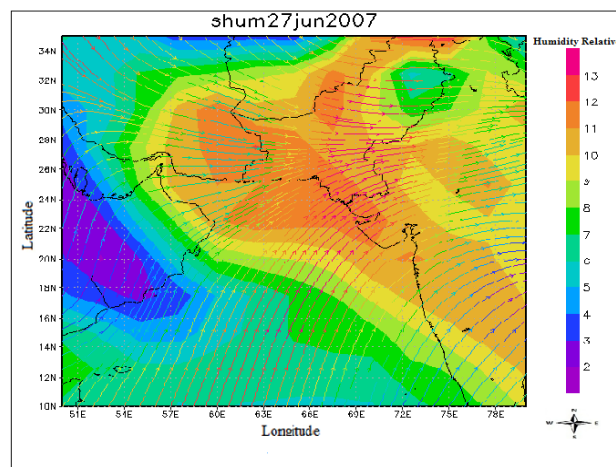 shum27jun2007
Humidity Relative
34N
32N
30N
28N
26N
24N
22N
20N
18N
16N
14N
12N
10N
Latitude
51E 54E 57E 60E 63E 66E 69E 72E 75E 78E
Longitude
13
12
11
10
9
8
7
6
5
4
3
2
N
W E
S